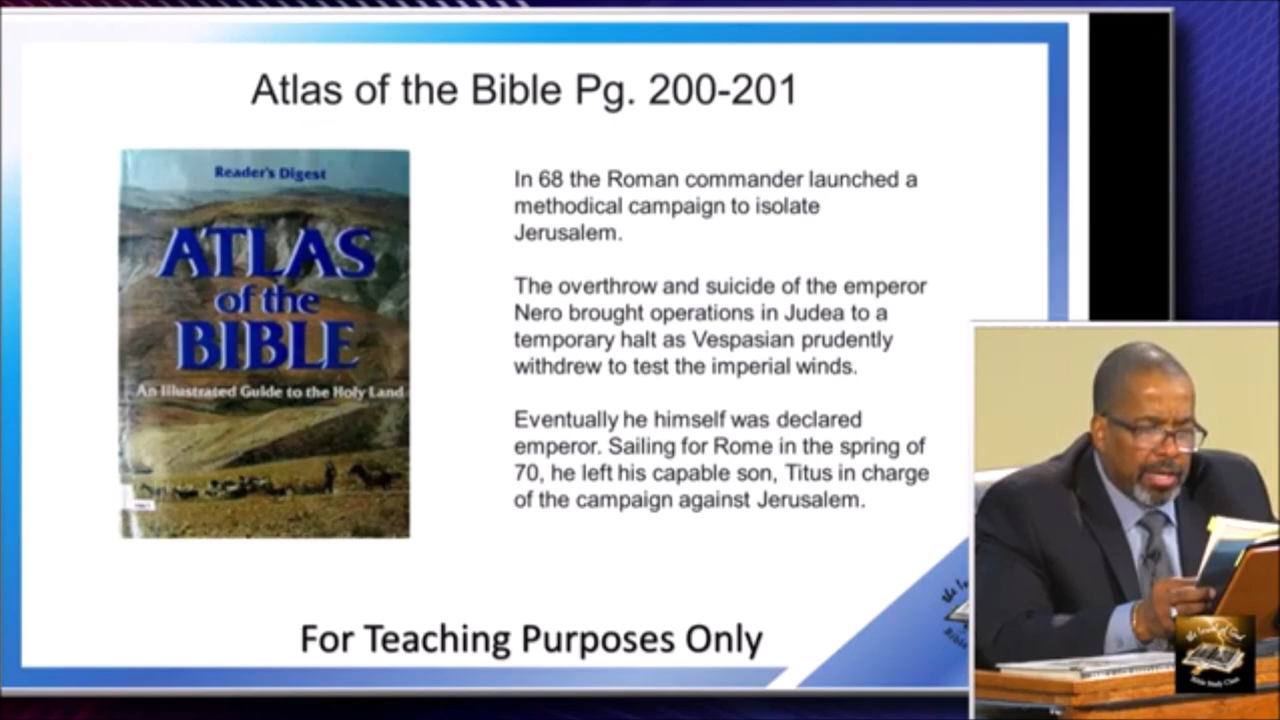 Atlas of the Bible Pg. 200-201
Reader's Digest
ATLAS
of the
BIBLE
An Illustrated Guide to the Holy Land
In 68 the Roman commander launched a
methodical campaign to isolate
Jerusalem.
The overthrow and suicide of the emperor
Nero brought operations in Judea to a
temporary halt as Vespasian prudently
withdrew to test the imperial winds.
Eventually he himself was declared
emperor. Sailing for Rome in the spring of
70, he left his capable son, Titus in charge
of the campaign against Jerusalem.
For Teaching Purposes Only
Bible Study Class